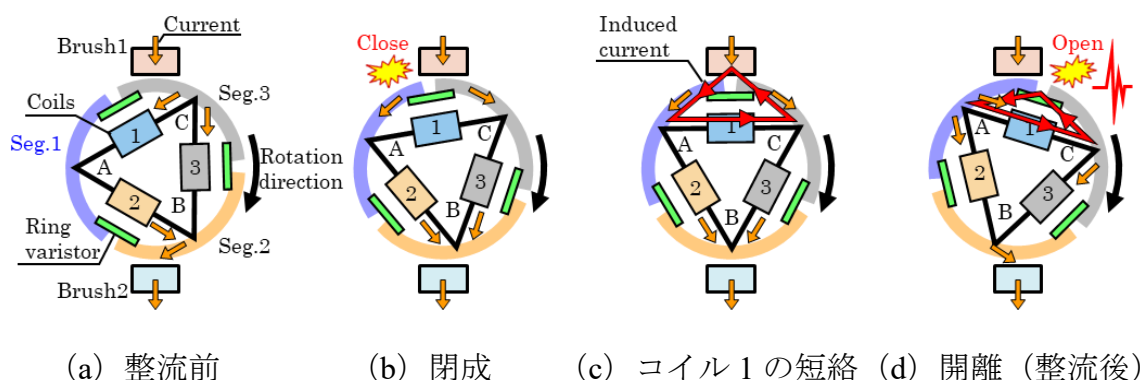 Current
Brush1
Coils
Seg.3
Seg.1
1
C
A
3
2
B
Rotation
direction
Ring
varistor
Seg.2
Brush2
Close
1
C
A
2
3
B
Induced
current
1
A
C
2
3
B
Open
A
1
C
2
3
B
(a) 整流前
(b) 閉成
(c) コイル 1 の短絡
(d) 開離（整流後）